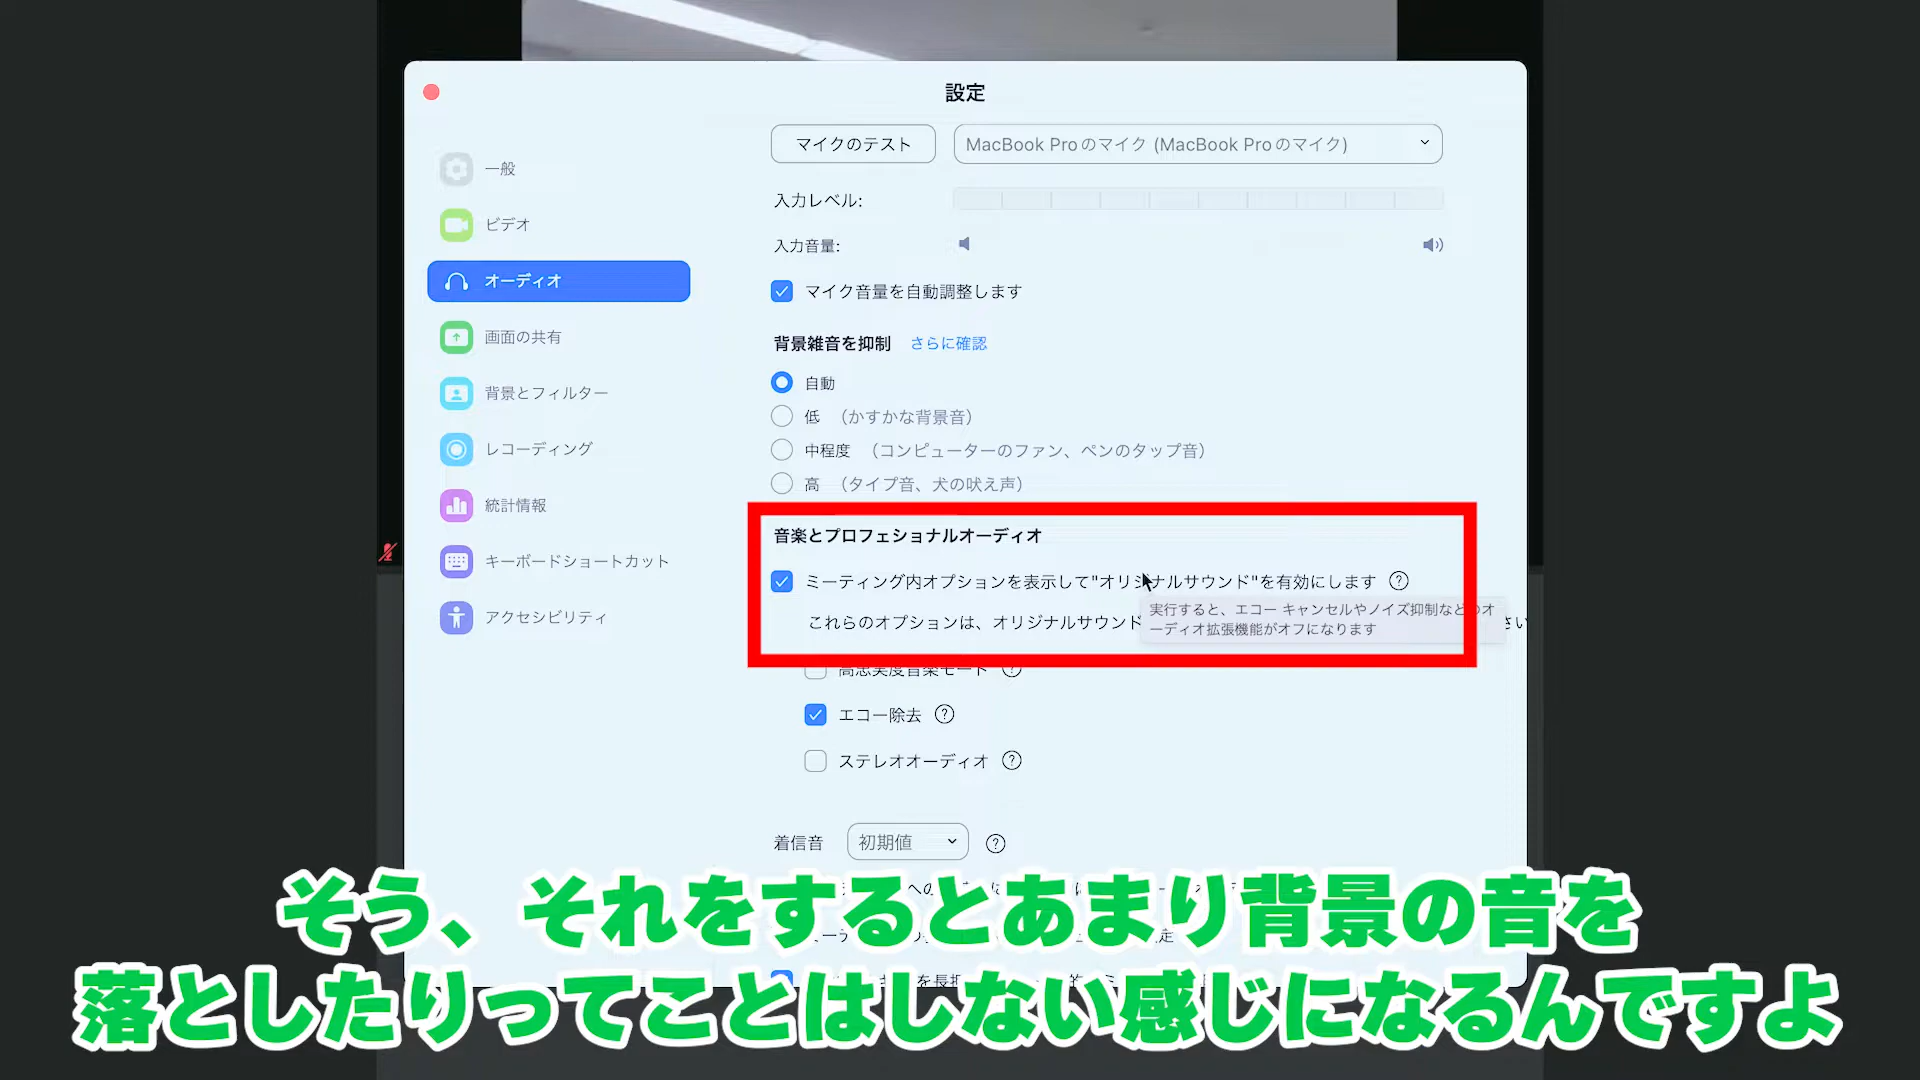 設定
マイクのテスト
MacBook Proのマイク (MacBook Proのマイク)
入力レベル:
入力音量:
マイク音量を自動調整します
背景雑音を抑制 さらに確認
自動
低 （かすかな背景音）
中程度 （コンピューターのファン、ペンのタップ音）
高 （タイプ音、犬の吠え声）
音楽とプロフェショナルオーディオ
ミーティング内オプションを表示して"オリジナルサウンド"を有効にします
これらのオプションは、オリジナルサウンド
さい
実行すると、エコー キャンセルやノイズ抑制などのオ
ーディオ拡張機能がオフになります
高忠実度音楽モード
エコー除去
ステレオオーディオ
着信音 初期値
一般
ビデオ
オーディオ
画面の共有
背景とフィルター
レコーディング
統計情報
キーボードショートカット
アクセシビリティ
そう、それをするとあまり背景の音を
落としたりってことはしない感じになるんですよ